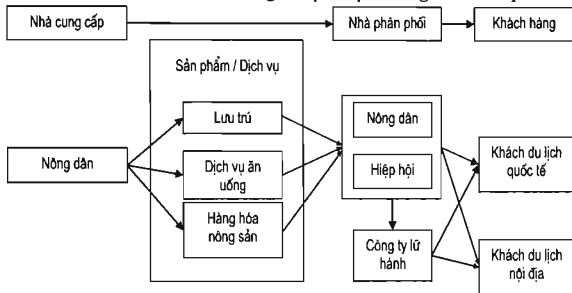 Nhà cung cấp
Nhà phân phối
Khách hàng
Sản phẩm / Dịch vụ
Lưu trú
Nông dân
Dịch vụ ăn
uống
Hàng hóa
nông sản
Nông dân
Hiệp hội
Công ty lữ
hành
Khách du lịch
quốc tế
Khách du lịch
nội địa